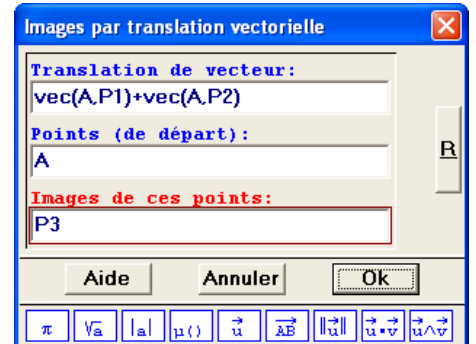 Images par translation vectorielle
Translation de vecteur:
vec(A,P1)+vec(A,P2)
Points (de départ):
A
R
Images de ces points:
P3
Aide Annuler Ok
π √a |a| μ() u⃗ AB⃗ ‖u⃗‖ u⃗▪v⃗ u⃗∧v⃗